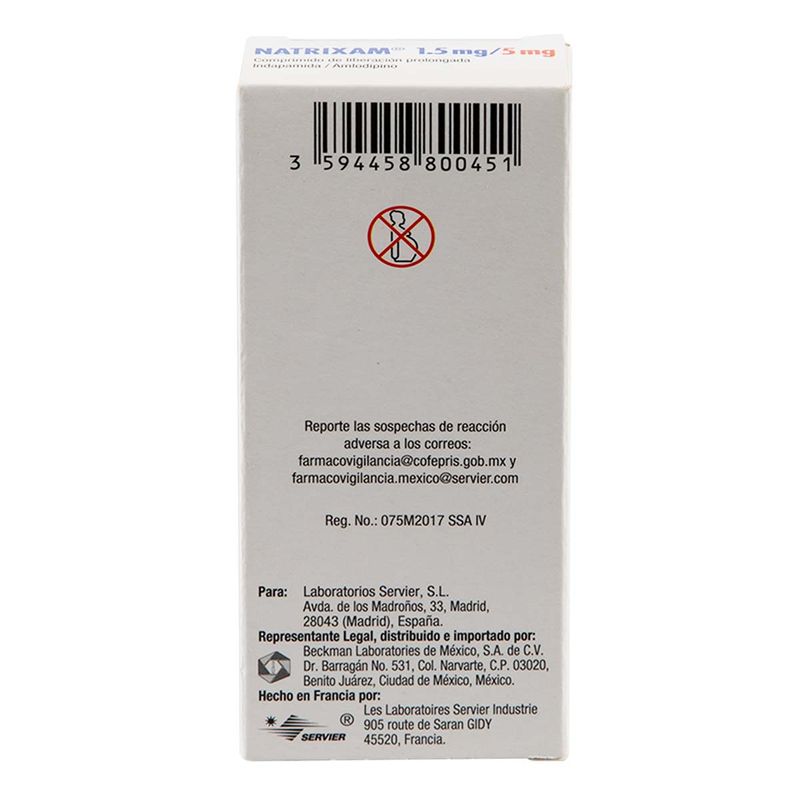 NATRIXAM® 1.5 mg/5 mg
Comprimido de liberación prolongada
Indapamida / Amlodipino
3 594458 800451
Reporte las sospechas de reacción
adversa a los correos:
farmacovigilancia@cofepris.gob.mx y
farmacovigilancia.mexico@servier.com
Reg. No.: 075M2017 SSA IV
Para: Laboratorios Servier, S.L.
Avda. de los Madroños, 33, Madrid,
28043 (Madrid), España.
Representante Legal, distribuido e importado por:
Beckman Laboratories de México, S.A. de C.V.
Dr. Barragán No. 531, Col. Narvarte, C.P. 03020,
Benito Juárez, Ciudad de México, México.
Hecho en Francia por:
Les Laboratoires Servier Industrie
905 route de Saran GIDY
45520, Francia.
® SERVIER